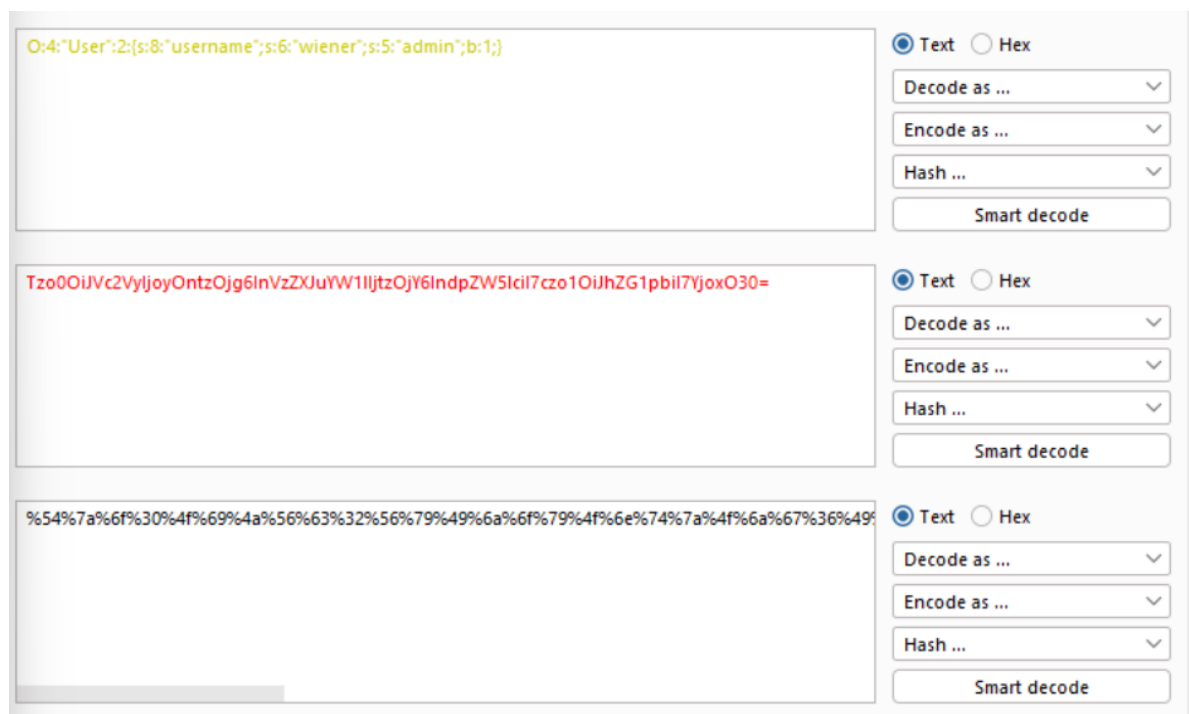 O:4:"User":2:{s:8:"username";s:6:"wiener";s:5:"admin";b:1;}
Text Hex
Decode as ...
Encode as ...
Hash ...
Smart decode
Tzo0OiJVc2VyIjoyOntzOjg6InVzZXJuYW1lIjtzOjY6IndpZW5lciI7czo1OiJhZG1pbiI7YjoxO30=
Text Hex
Decode as ...
Encode as ...
Hash ...
Smart decode
%54%7a%6f%30%4f%69%4a%56%63%32%56%79%49%6a%6f%79%4f%6e%74%7a%4f%6a%67%36%49%
Text Hex
Decode as ...
Encode as ...
Hash ...
Smart decode